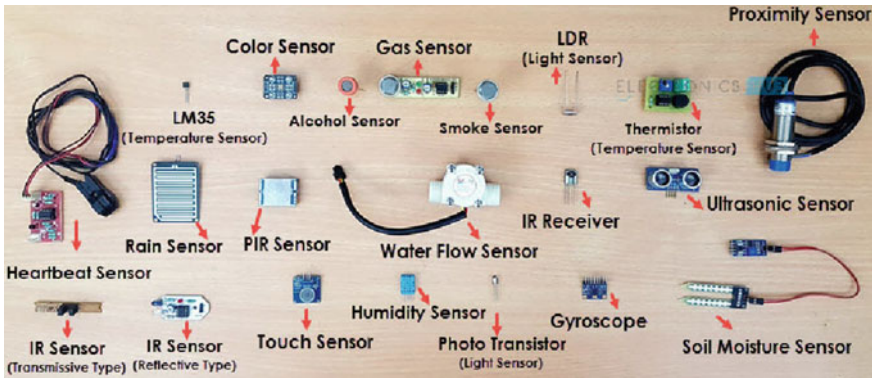 Proximity Sensor
Color Sensor
Gas Sensor
LDR
(Light Sensor)
LM35
(Temperature Sensor)
Alcohol Sensor
Smoke Sensor
Thermistor
(Temperature Sensor)
Rain Sensor
PIR Sensor
Water Flow Sensor
IR Receiver
Ultrasonic Sensor
Heartbeat Sensor
IR Sensor
(Transmissive Type)
IR Sensor
(Reflective Type)
Touch Sensor
Humidity Sensor
Photo Transistor
(Light Sensor)
Gyroscope
Soil Moisture Sensor